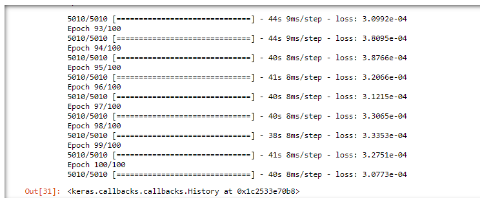 5010/5010 [==============================] - 44s 9ms/step - loss: 3.0992e-04
Epoch 93/100
5010/5010 [==============================] - 44s 9ms/step - loss: 3.8095e-04
Epoch 94/100
5010/5010 [==============================] - 40s 8ms/step - loss: 3.8766e-04
Epoch 95/100
5010/5010 [==============================] - 41s 8ms/step - loss: 3.2066e-04
Epoch 96/100
5010/5010 [==============================] - 40s 8ms/step - loss: 3.1215e-04
Epoch 97/100
5010/5010 [==============================] - 40s 8ms/step - loss: 3.3065e-04
Epoch 98/100
5010/5010 [==============================] - 38s 8ms/step - loss: 3.3353e-04
Epoch 99/100
5010/5010 [==============================] - 41s 8ms/step - loss: 3.2751e-04
Epoch 100/100
5010/5010 [==============================] - 40s 8ms/step - loss: 3.0773e-04
Out[31]: <keras.callbacks.callbacks.History at 0x1c2533e70b8>